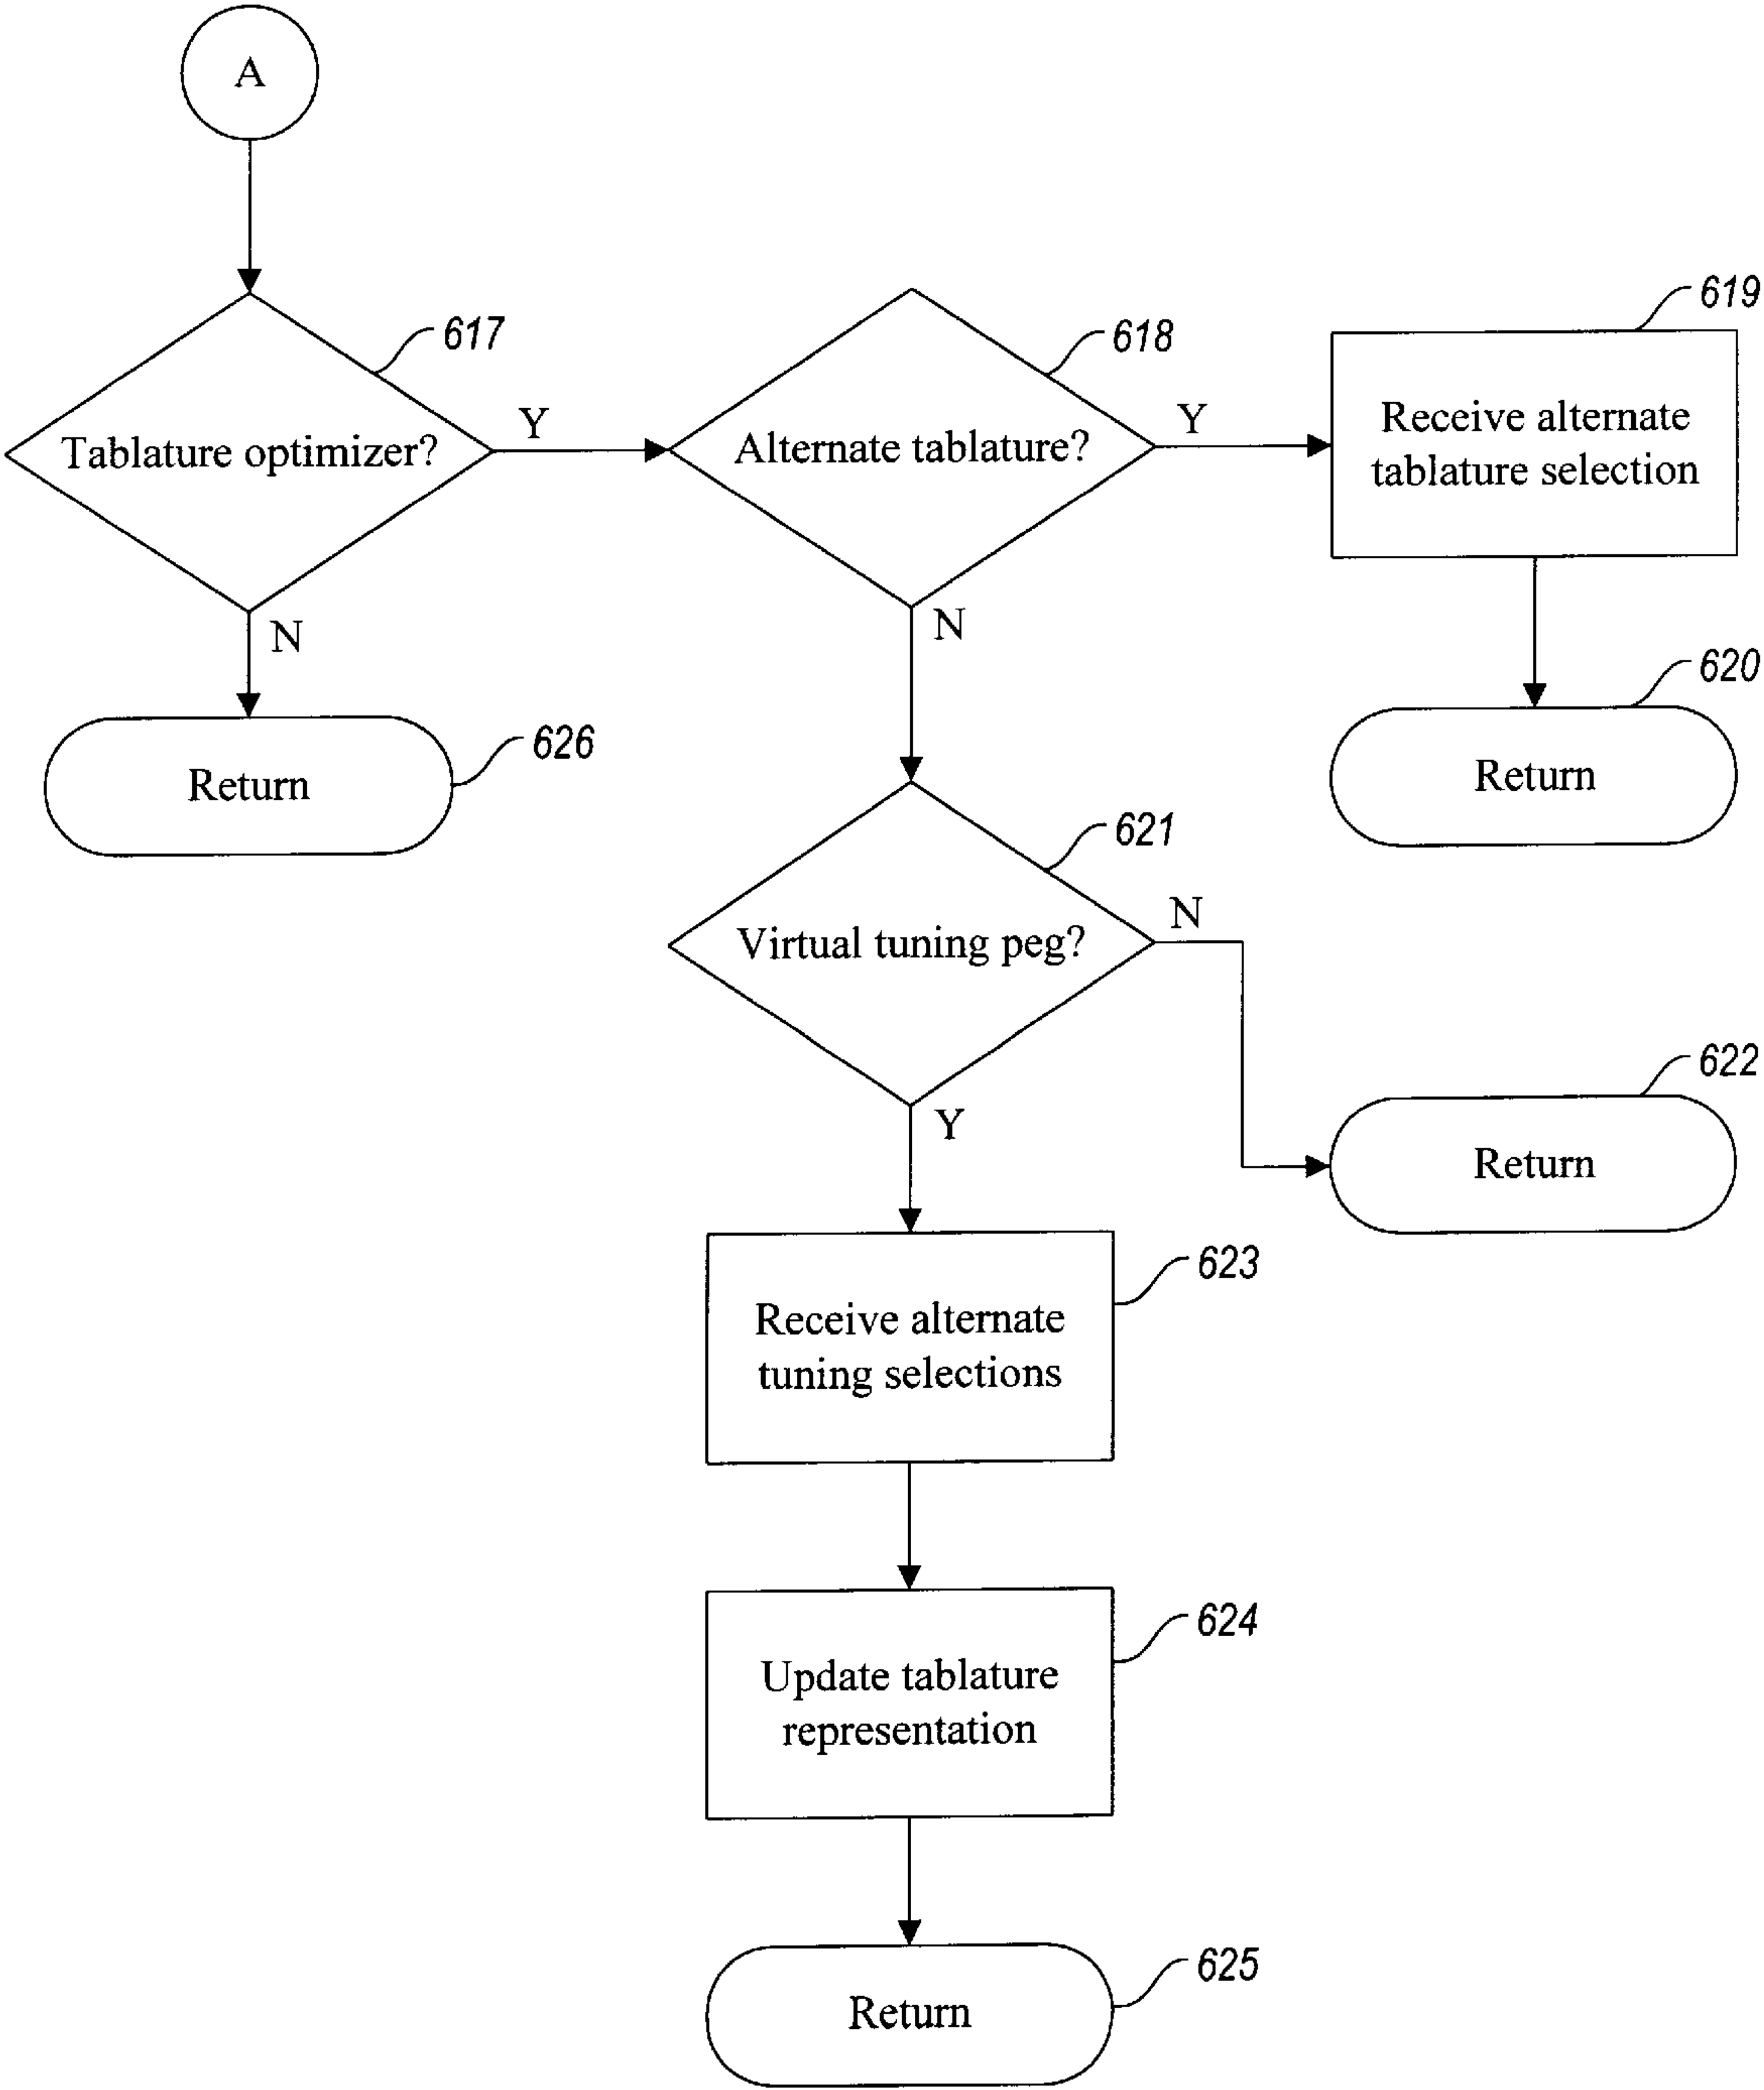 A
617
Tablature optimizer?
Y
N
Return
626
618
Alternate tablature?
Y
N
619
Receive alternate
tablature selection
620
Return
621
Virtual tuning peg?
N
Y
622
Return
623
Receive alternate
tuning selections
624
Update tablature
representation
625
Return